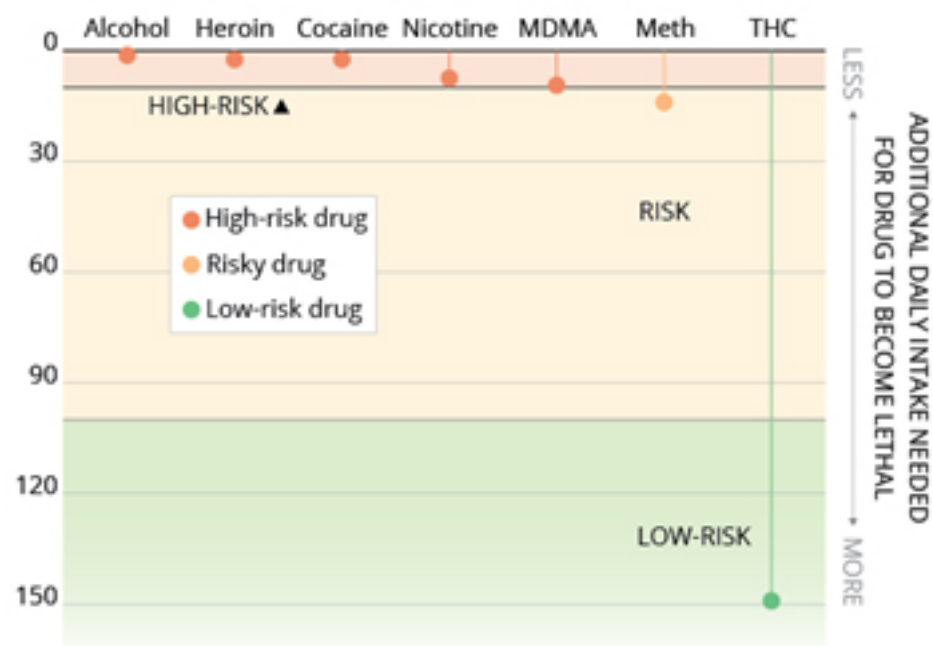 Alcohol Heroin Cocaine Nicotine MDMA Meth THC
0
HIGH-RISK ▲
30
RISK
High-risk drug
60
Risky drug
Low-risk drug
90
120
LOW-RISK
150
LESS
MORE
ADDITIONAL DAILY INTAKE NEEDED
FOR DRUG TO BECOME LETHAL